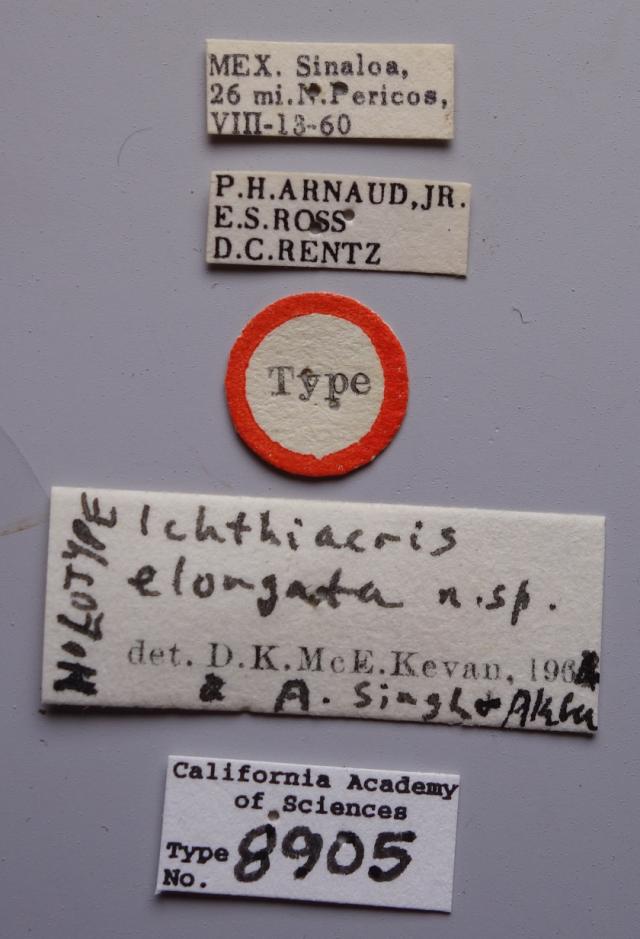 MEX. Sinaloa,
26 mi.N.Pericos,
VIII-13-60
P.H.ARNAUD,JR.
E.S.ROSS
D.C.RENTZ
Type
HOLOTYPE
Ichthiacris
elongata n.sp.
det. D.K.McE.Kevan, 1964
& A. Singh &
California Academy
of Sciences
Type
No. 8905